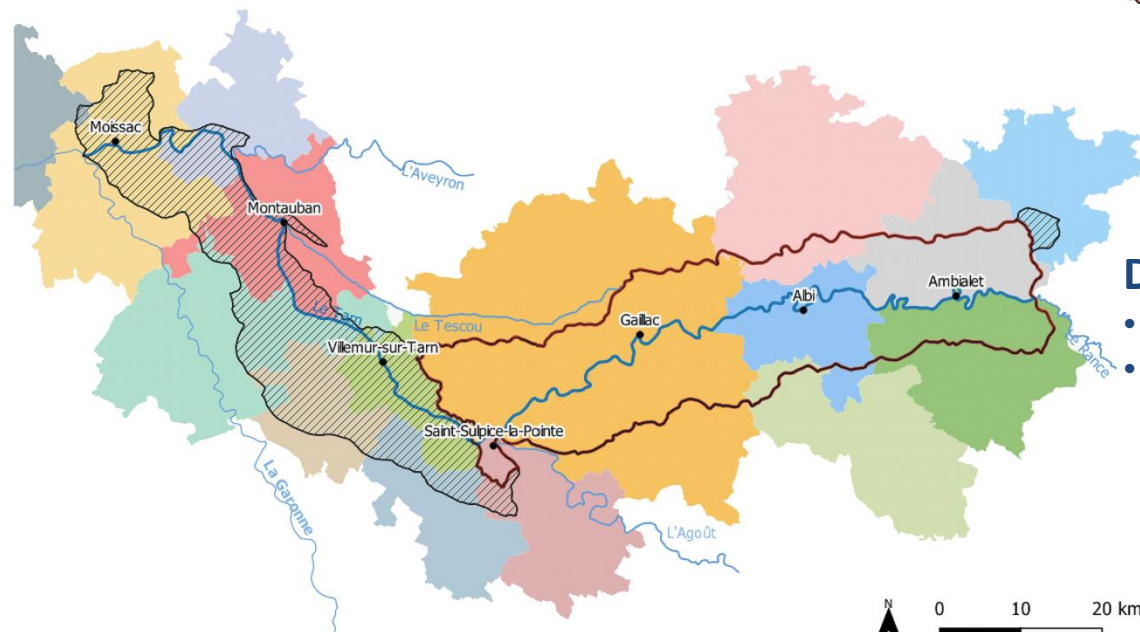 Moissac
L'Aveyron
Montauban
Le Tarn
Le Tescou
Villemur-sur-Tarn
Gaillac
Albi
Ambialet
Le Rance
D
•
•
Saint-Sulpice-la-Pointe
La Garonne
L'Agoût
N
0 10 20 km